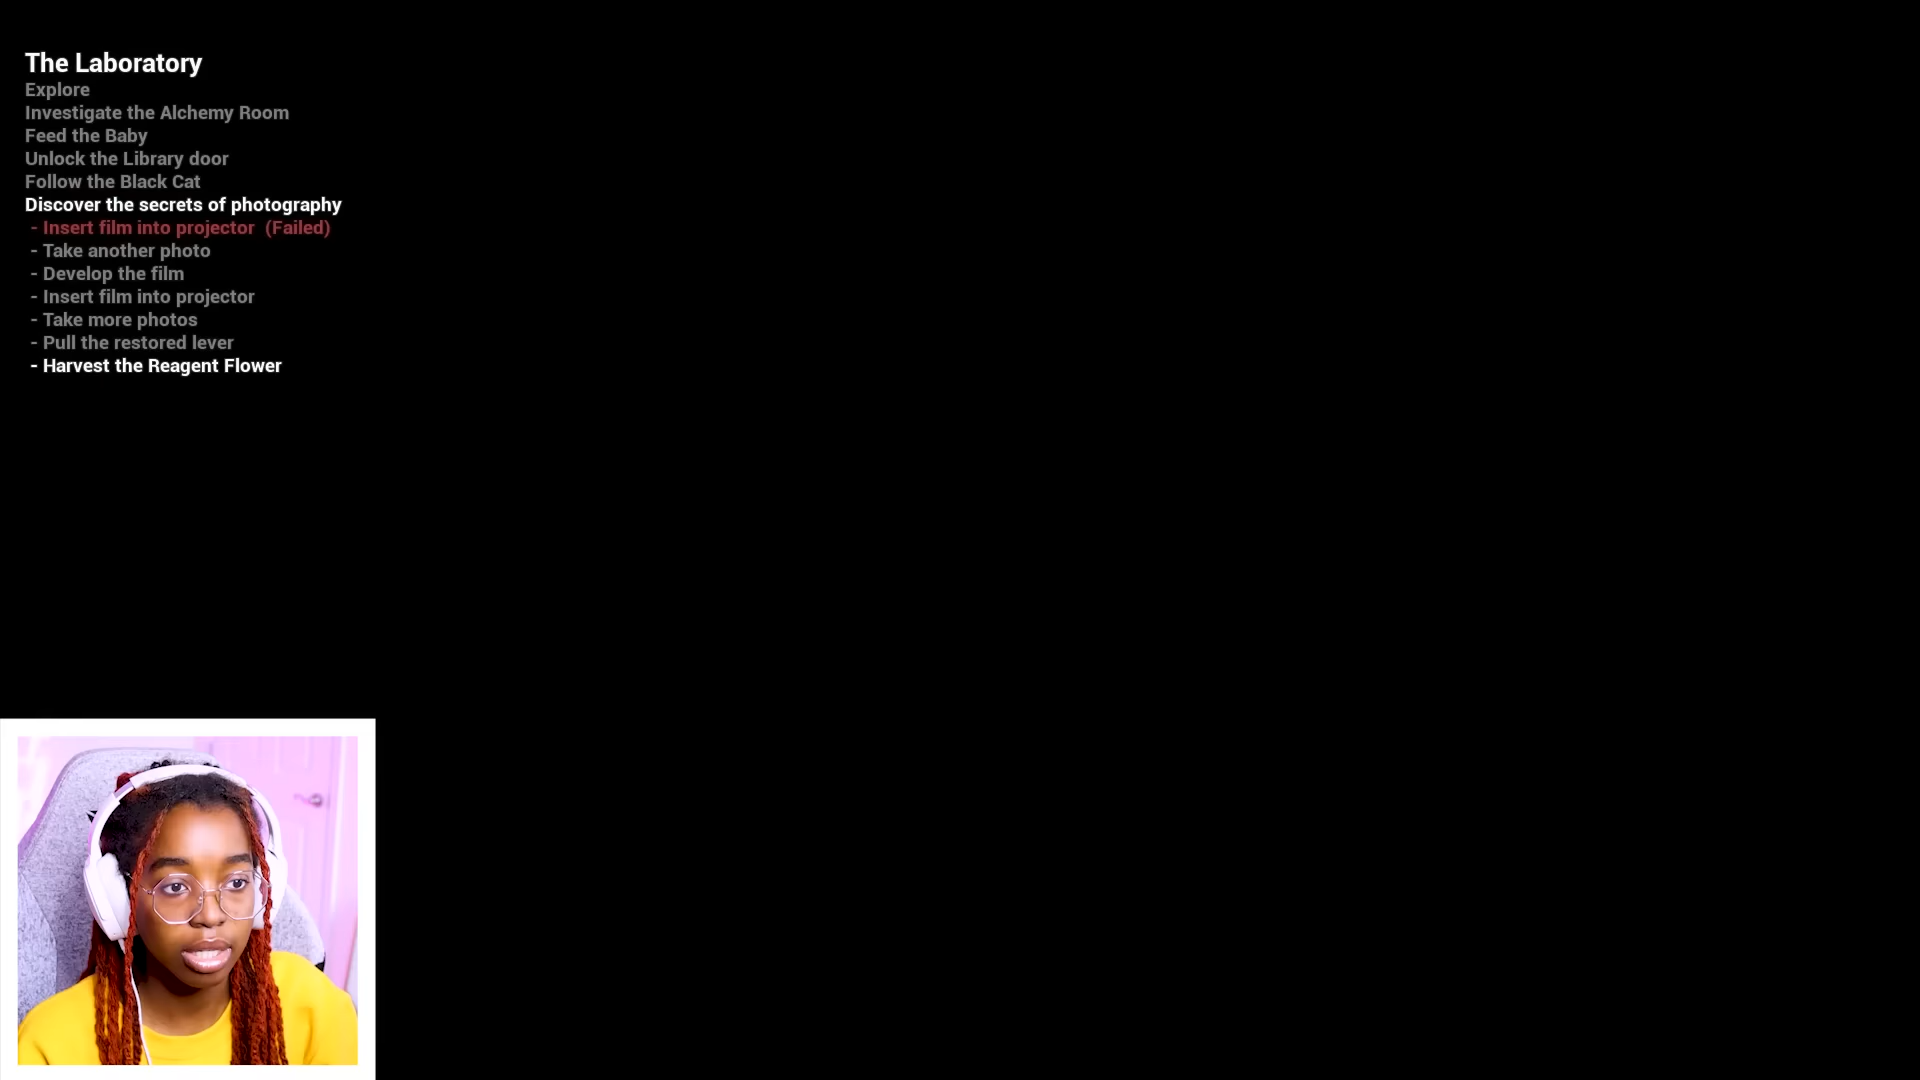 The Laboratory
Explore
Investigate the Alchemy Room
Feed the Baby
Unlock the Library door
Follow the Black Cat
Discover the secrets of photography
- Insert film into projector (Failed)
- Take another photo
- Develop the film
- Insert film into projector
- Take more photos
- Pull the restored lever
- Harvest the Reagent Flower